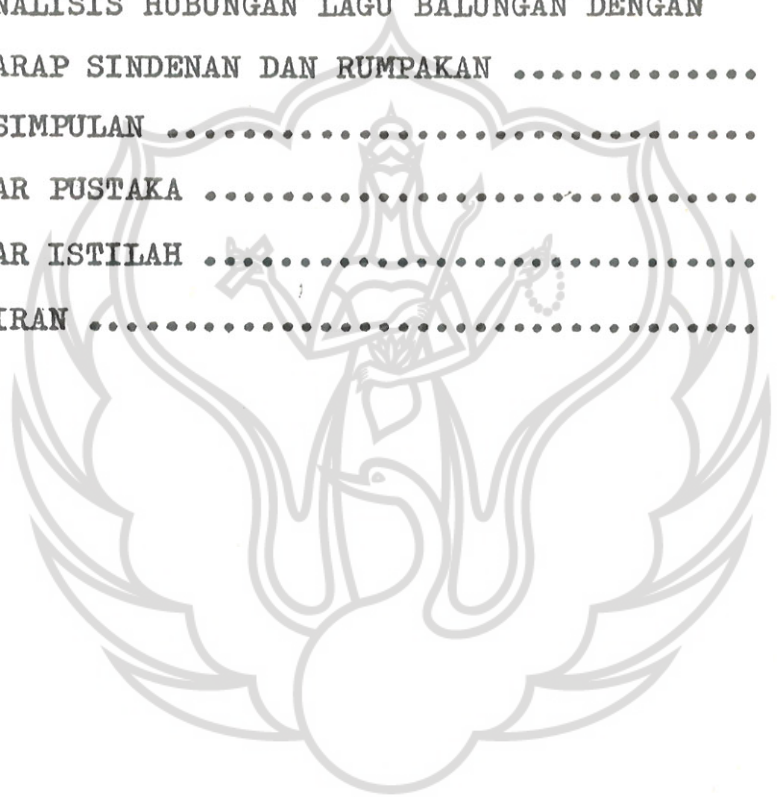 NALISIS HUBUNGAN LAGU BALUNGAN DENGAN
ARAP SINDENAN DAN RUMPAKAN .............
SIMPULAN ...............................
AR PUSTAKA .............................
AR ISTILAH .............................
IRAN ...................................